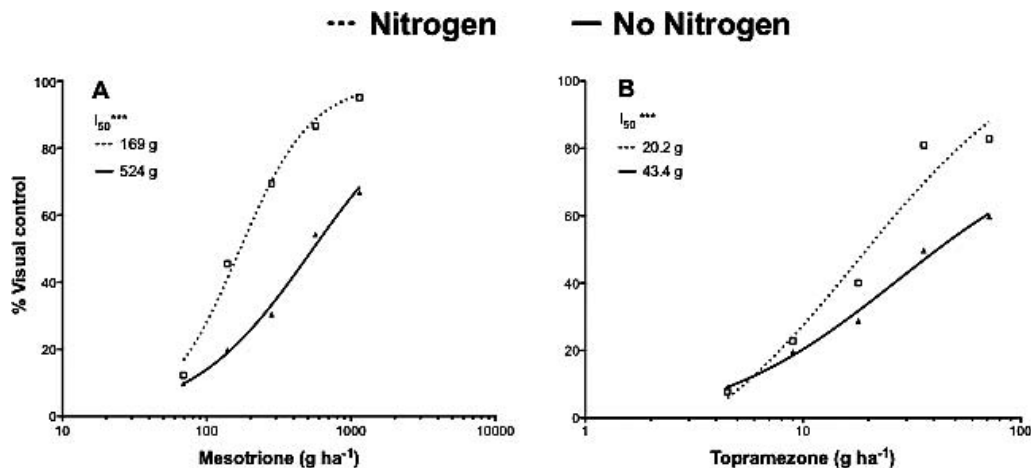 Nitrogen No Nitrogen
A
I50***
169 g
524 g
100
80
60
40
20
0
% Visual control
10 100 1000 10000
Mesotrione (g ha-1)
B
I50***
20.2 g
43.4 g
100
80
60
40
20
0
1 10 100
Topramezone (g ha-1)